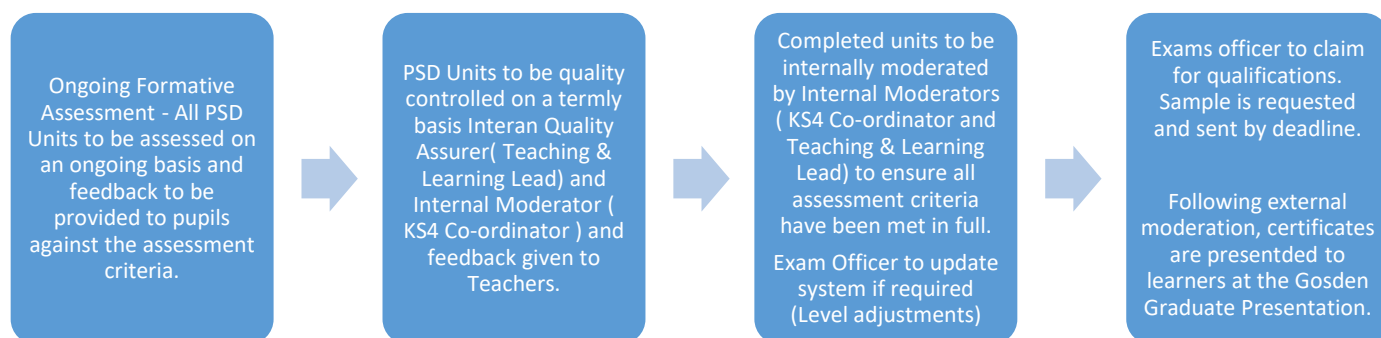 Ongoing Formative
Assessment - All PSD
Units to be assessed on
an ongoing basis and
feedback to be
provided to pupils
against the assessment
criteria.
PSD Units to be quality
controlled on a termly
basis Interan Quality
Assurer( Teaching &
Learning Lead) and
Internal Moderator (
KS4 Co-ordinator ) and
feedback given to
Teachers.
Completed units to be
internally moderated
by Internal Moderators
( KS4 Co-ordinator and
Teaching & Learning
Lead) to ensure all
assessment criteria
have been met in full.
Exam Officer to update
system if required
(Level adjustments)
Exams officer to claim
for qualifications.
Sample is requested
and sent by deadline.
Following external
moderation, certificates
are presentded to
learners at the Gosden
Graduate Presentation.